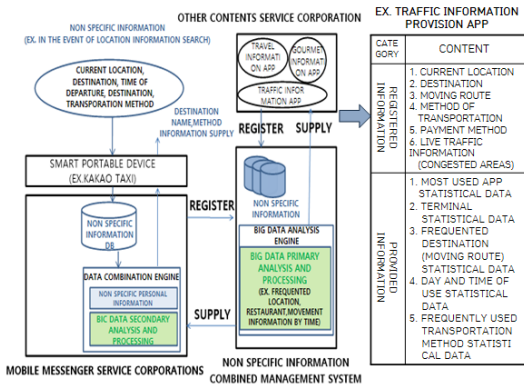 NON SPECIFIC INFORMATION
(EX. IN THE EVENT OF LOCATION INFORMATION SEARCH)
CURRENT LOCATION,
DESTINATION, TIME OF
DEPARTURE, DESTINATION,
TRANSPORATION METHOD
DESTINATION
NAME,METHOD
INFORMATION SUPPLY
SMART PORTABLE DEVICE
(EX.KAKAO TAXI)
NON SPECIFIC
INFORMATION
DB
DATA COMBINATION ENGINE
NON SPECIFIC PERSONAL
INFORMATION
BIC DATA SECONDARY
ANALYSIS AND
PROCESSING
MOBILE MESSENGER SERVICE CORPORATIONS
REGISTER
SUPPLY
OTHER CONTENTS SERVICE CORPORATION
TRAVEL
INFORMATI
ON APP
GOURMET
INFORMATI
ON APP
TRAFFIC INFOR
MATION APP
REGISTER
SUPPLY
NON SPECIFIC
INFORMATION
BIG DATA ANALYSIS
ENGINE
BIG DATA PRIMARY
ANALYSIS AND
PROCESSING
(EX. FREQUENTED
LOCATION,
RESTAURANT,MOVEMENT
INFORMATION BY TIME)
NON SPECIFIC INFORMATION
COMBINED MANAGEMENT SYSTEM
EX. TRAFFIC INFORMATION
PROVISION APP
CATE
GORY
CONTENT
REGISTERED
INFORMATION
1. CURRENT LOCATION
2. DESTINATION
3. MOVING ROUTE
4. METHOD OF
TRANSPORTATION
5. PAYMENT METHOD
6. LIVE TRAFFIC
INFORMATION
(CONGESTED AREAS)
PROVIDED
INFORMATION
1. MOST USED APP
STATISTICAL DATA
2. TERMINAL
STATISTICAL DATA
3. FREQUENTED
DESTINATION
(MOVING ROUTE)
STATISTICAL DATA
4. DAY AND TIME OF
USE STATISTICAL
DATA
5. FREQUENTLY USED
TRANSPORTATION
METHOD STATISTI
CAL DATA